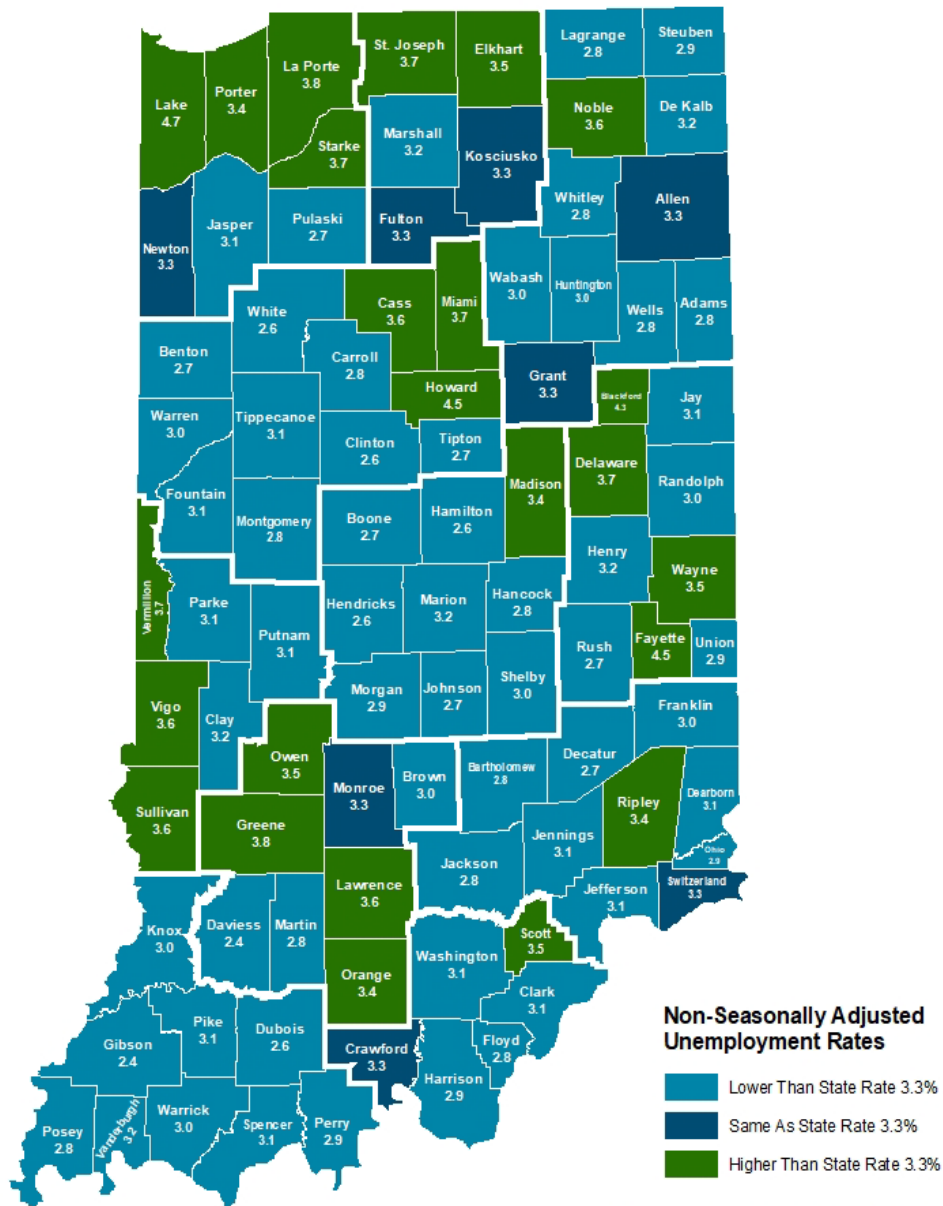 St. Joseph
3.7
Elkhart
3.5
Lagrange
2.8
Steuben
2.9
La Porte
3.8
Porter
3.4
Lake
4.7
Noble
3.6
De Kalb
3.2
Starke
3.7
Marshall
3.2
Kosciusko
3.3
Whitley
2.8
Allen
3.3
Newton
3.3
Jasper
3.1
Pulaski
2.7
Fulton
3.3
Wabash
3.0
Huntington
3.0
Wells
2.8
Adams
2.8
White
2.6
Cass
3.6
Miami
3.7
Benton
2.7
Carroll
2.8
Howard
4.5
Grant
3.3
Blackford
4.3
Jay
3.1
Warren
3.0
Tippecanoe
3.1
Clinton
2.6
Tipton
2.7
Madison
3.4
Delaware
3.7
Randolph
3.0
Fountain
3.1
Montgomery
2.8
Boone
2.7
Hamilton
2.6
Henry
3.2
Wayne
3.5
Vermillion
3.7
Parke
3.1
Putnam
3.1
Hendricks
2.6
Marion
3.2
Hancock
2.8
Rush
2.7
Fayette
4.5
Union
2.9
Vigo
3.6
Clay
3.2
Morgan
2.9
Johnson
2.7
Shelby
3.0
Franklin
3.0
Owen
3.5
Monroe
3.3
Brown
3.0
Bartholomew
2.8
Decatur
2.7
Ripley
3.4
Dearborn
3.1
Sullivan
3.6
Greene
3.8
Jennings
3.1
Ohio
2.9
Jackson
2.8
Lawrence
3.6
Jefferson
3.1
Switzerland
3.3
Knox
3.0
Daviess
2.4
Martin
2.8
Orange
3.4
Washington
3.1
Scott
3.5
Clark
3.1
Gibson
2.4
Pike
3.1
Dubois
2.6
Crawford
3.3
Floyd
2.8
Harrison
2.9
Posey
2.8
Vanderburgh
3.2
Warrick
3.0
Spencer
3.1
Perry
2.9
Non-Seasonally Adjusted
Unemployment Rates
Lower Than State Rate 3.3%
Same As State Rate 3.3%
Higher Than State Rate 3.3%